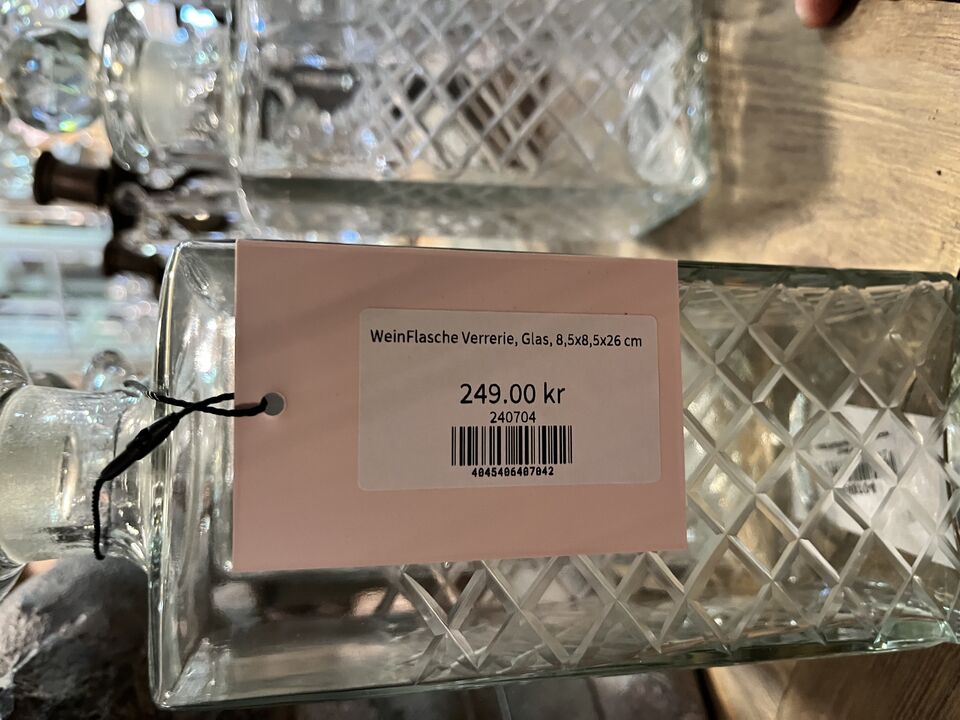 WeinFlasche Verrerie, Glas, 8,5x8,5x26 cm
249.00 kr
240704
4045406407042